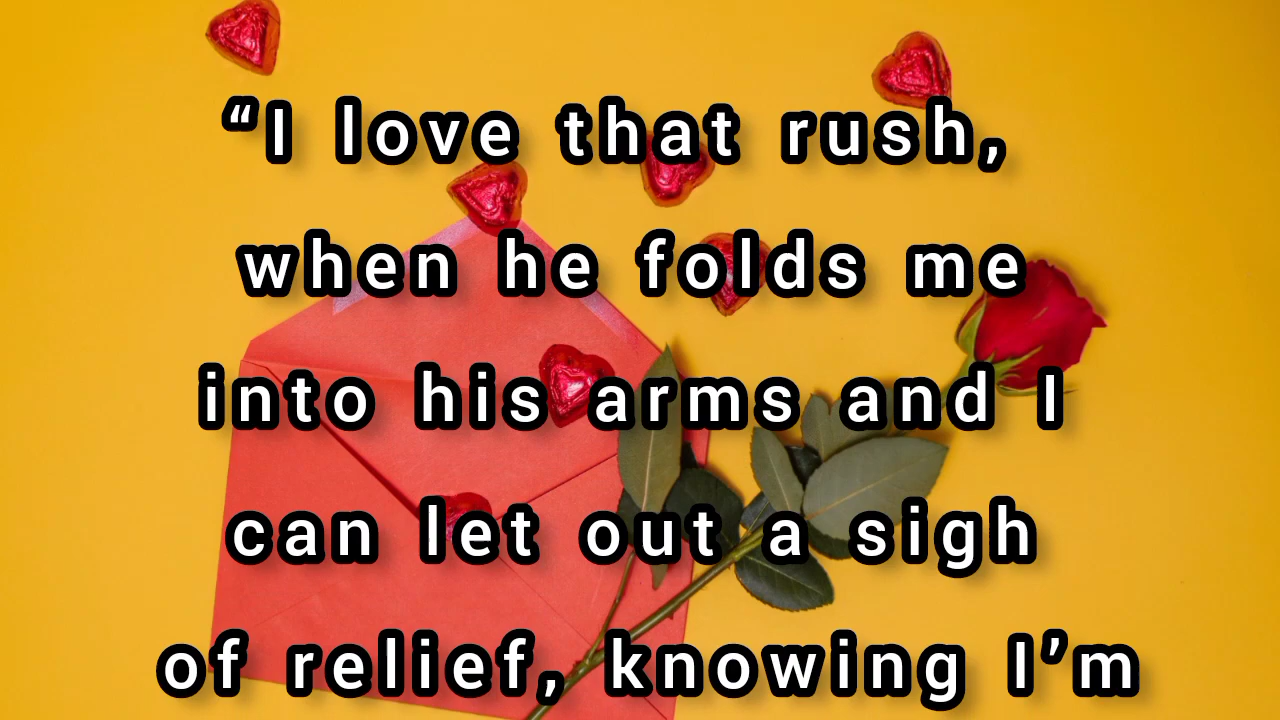 “I love that rush,
when he folds me
into his arms and I
can let out a sigh
of relief, knowing I’m